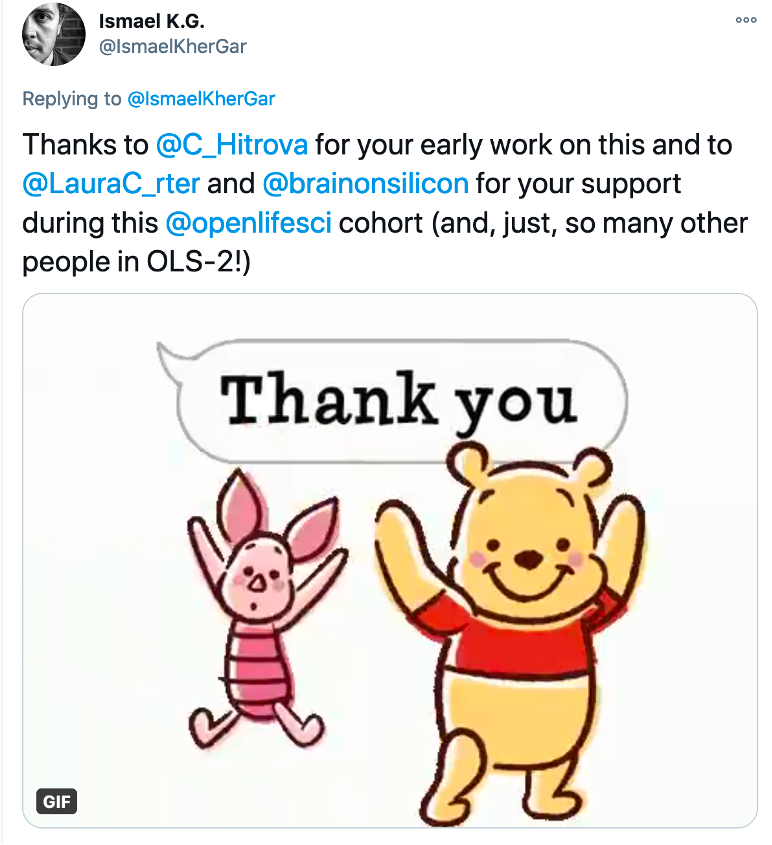 Ismael K.G.
@IsmaelKherGar
Replying to @IsmaelKherGar
Thanks to @C_Hitrova for your early work on this and to
@LauraC_rter and @brainonsilicon for your support
during this @openlifesci cohort (and, just, so many other
people in OLS-2!)
Thank you
GIF